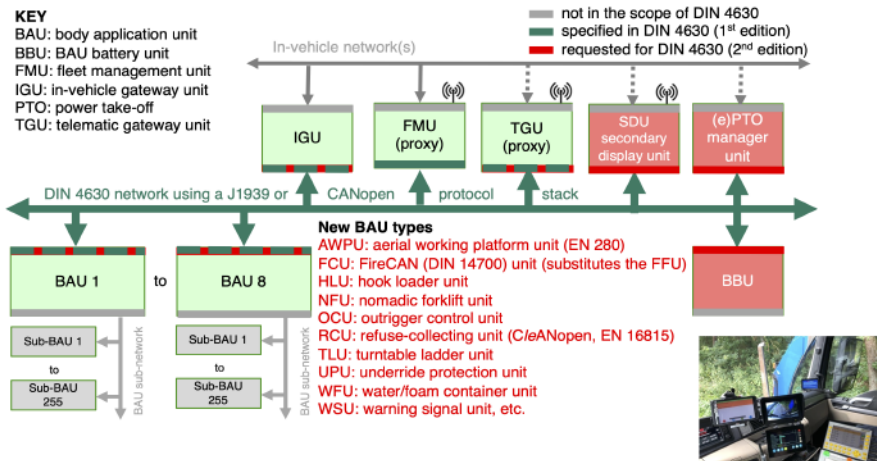 KEY
BAU: body application unit
BBU: BAU battery unit
FMU: fleet management unit
IGU: in-vehicle gateway unit
PTO: power take-off
TGU: telematic gateway unit
not in the scope of DIN 4630
specified in DIN 4630 (1st edition)
requested for DIN 4630 (2nd edition)
In-vehicle network(s)
IGU
FMU
(proxy)
TGU
(proxy)
SDU
secondary
display unit
(e)PTO
manager
unit
DIN 4630 network using a J1939 or CANopen protocol stack
BAU 1
to
BAU 8
BBU
Sub-BAU 1
to
Sub-BAU
255
BAU sub-network
Sub-BAU 1
to
Sub-BAU
255
BAU sub-network
New BAU types
AWPU: aerial working platform unit (EN 280)
FCU: FireCAN (DIN 14700) unit (substitutes the FFU)
HLU: hook loader unit
NFU: nomadic forklift unit
OCU: outrigger control unit
RCU: refuse-collecting unit (CleANopen, EN 16815)
TLU: turntable ladder unit
UPU: underride protection unit
WFU: water/foam container unit
WSU: warning signal unit, etc.